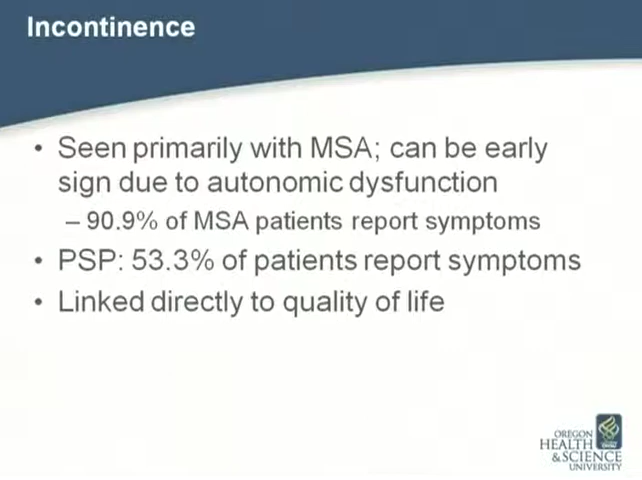 Incontinence
• Seen primarily with MSA; can be early
sign due to autonomic dysfunction
– 90.9% of MSA patients report symptoms
• PSP: 53.3% of patients report symptoms
• Linked directly to quality of life
OREGON
HEALTH
& SCIENCE
UNIVERSITY